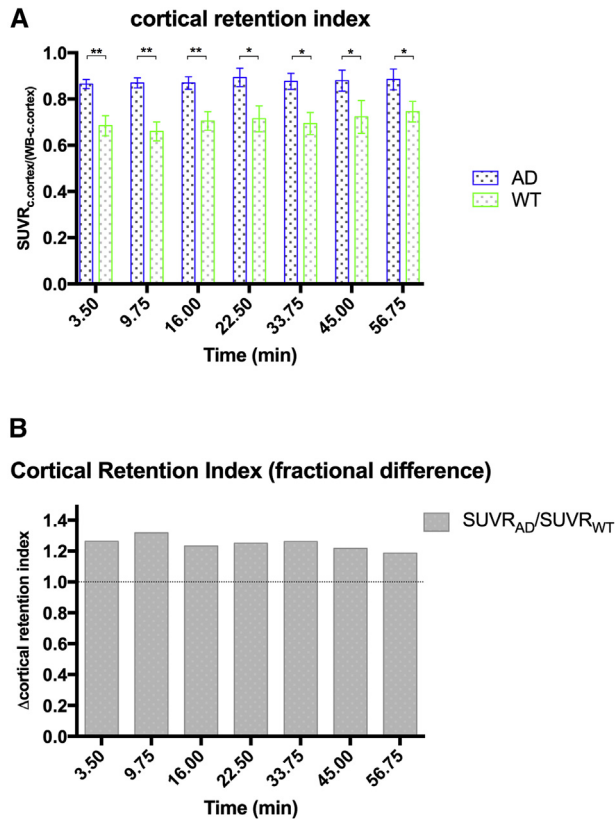 A
cortical retention index
SUVRc.cortex/(WB-c.cortex)
1.0
0.8
0.6
0.4
0.2
0.0
** ** ** * * * *
3.50 9.75 16.00 22.50 33.75 45.00 56.75
Time (min)
AD
WT
B
Cortical Retention Index (fractional difference)
Δcortical retention index
1.4
1.2
1.0
0.8
0.6
0.4
0.2
0.0
3.50 9.75 16.00 22.50 33.75 45.00 56.75
Time (min)
SUVRAD/SUVRWT